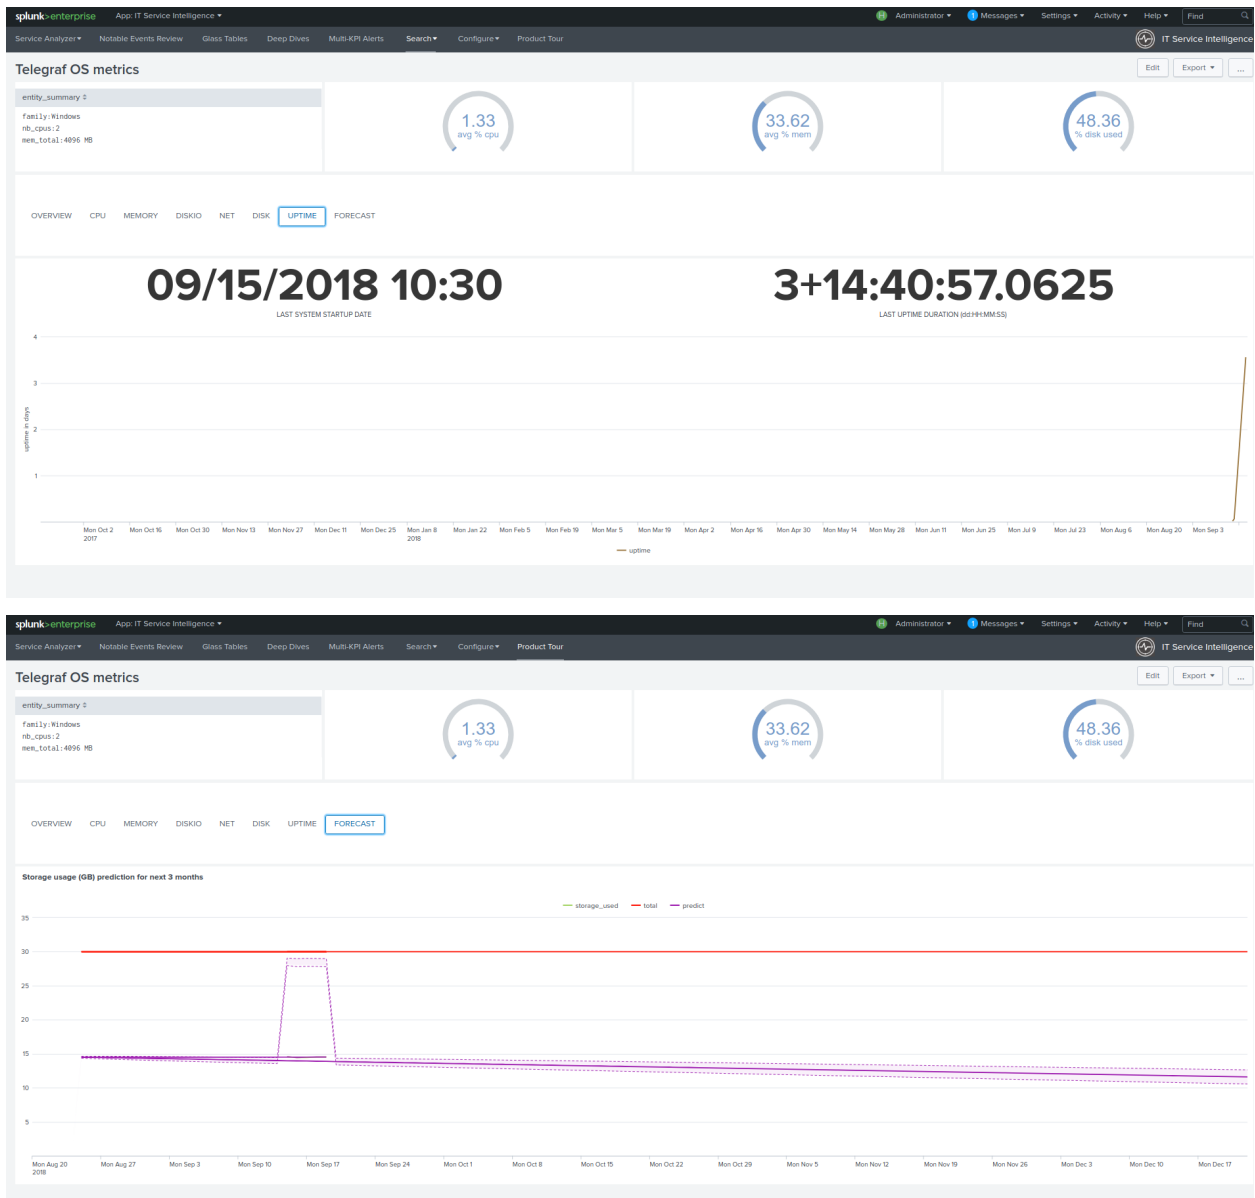 splunk>enterprise App: IT Service Intelligence ▾ H Administrator ▾ 1 Messages ▾ Settings ▾ Activity ▾ Help ▾ Find
Service Analyzer ▾ Notable Events Review Glass Tables Deep Dives Multi-KPI Alerts Search ▾ Configure ▾ Product Tour IT Service Intelligence
Telegraf OS metrics Edit Export ▾ ...
entity_summary
family:Windows
nb_cpus:2
mem_total:4096 MB
1.33
avg % cpu
33.62
avg % mem
48.36
% disk used
OVERVIEW CPU MEMORY DISKIO NET DISK UPTIME FORECAST
09/15/2018 10:30
LAST SYSTEM STARTUP DATE
3+14:40:57.0625
LAST UPTIME DURATION (dd:HH:MM:SS)
4
3
2
1
uptime in days
Mon Oct 2 Mon Oct 16 Mon Oct 30 Mon Nov 13 Mon Nov 27 Mon Dec 11 Mon Dec 25 Mon Jan 8 Mon Jan 22 Mon Feb 5 Mon Feb 19 Mon Mar 5 Mon Mar 19 Mon Apr 2 Mon Apr 16 Mon Apr 30 Mon May 14 Mon May 28 Mon Jun 11 Mon Jun 25 Mon Jul 9 Mon Jul 23 Mon Aug 6 Mon Aug 20 Mon Sep 3
2017 2018
uptime
splunk>enterprise App: IT Service Intelligence ▾ H Administrator ▾ 1 Messages ▾ Settings ▾ Activity ▾ Help ▾ Find
Service Analyzer ▾ Notable Events Review Glass Tables Deep Dives Multi-KPI Alerts Search ▾ Configure ▾ Product Tour IT Service Intelligence
Telegraf OS metrics Edit Export ▾ ...
entity_summary
family:Windows
nb_cpus:2
mem_total:4096 MB
1.33
avg % cpu
33.62
avg % mem
48.36
% disk used
OVERVIEW CPU MEMORY DISKIO NET DISK UPTIME FORECAST
Storage usage (GB) prediction for next 3 months
storage_used total predict
35
30
25
20
15
10
5
Mon Aug 20 Mon Aug 27 Mon Sep 3 Mon Sep 10 Mon Sep 17 Mon Sep 24 Mon Oct 1 Mon Oct 8 Mon Oct 15 Mon Oct 22 Mon Oct 29 Mon Nov 5 Mon Nov 12 Mon Nov 19 Mon Nov 26 Mon Dec 3 Mon Dec 10 Mon Dec 17
2018